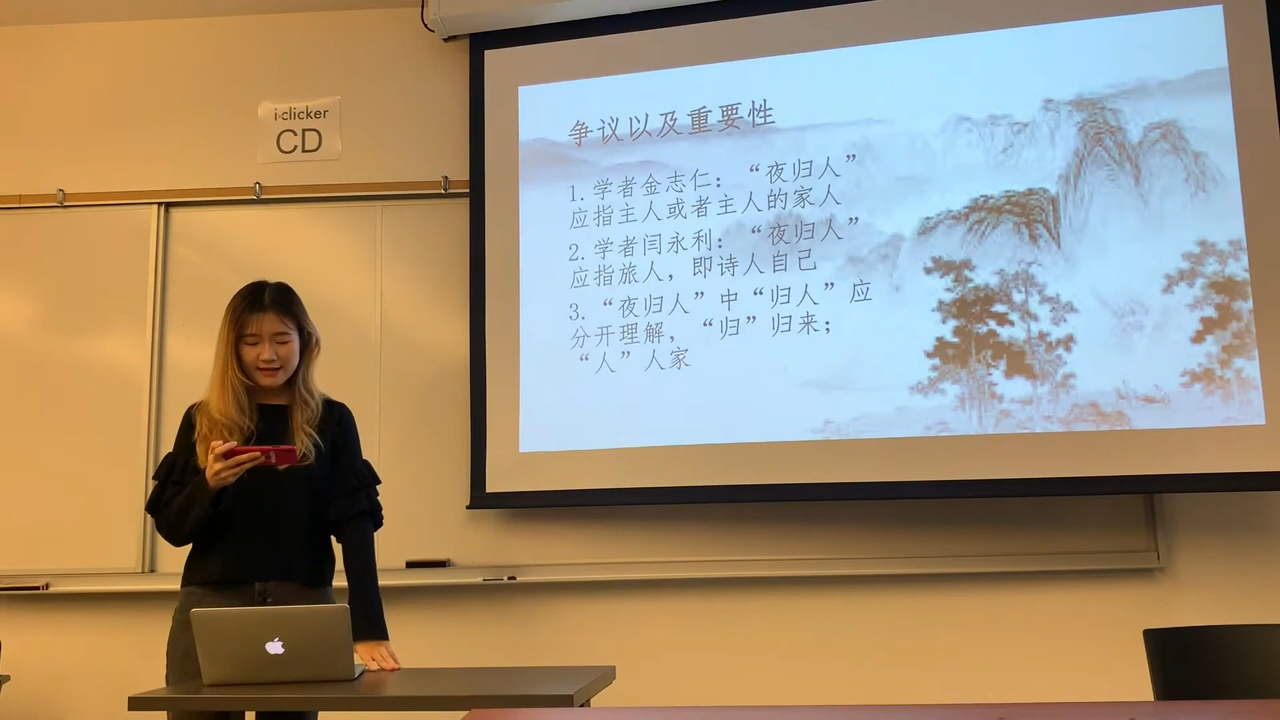 i>clicker
CD
争议以及重要性
1.学者金志仁：“夜归人”
应指主人或者主人的家人
2.学者闫永利：“夜归人”
应指旅人，即诗人自己
3.“夜归人”中“归人”应
分开理解，“归”归来；
“人”人家